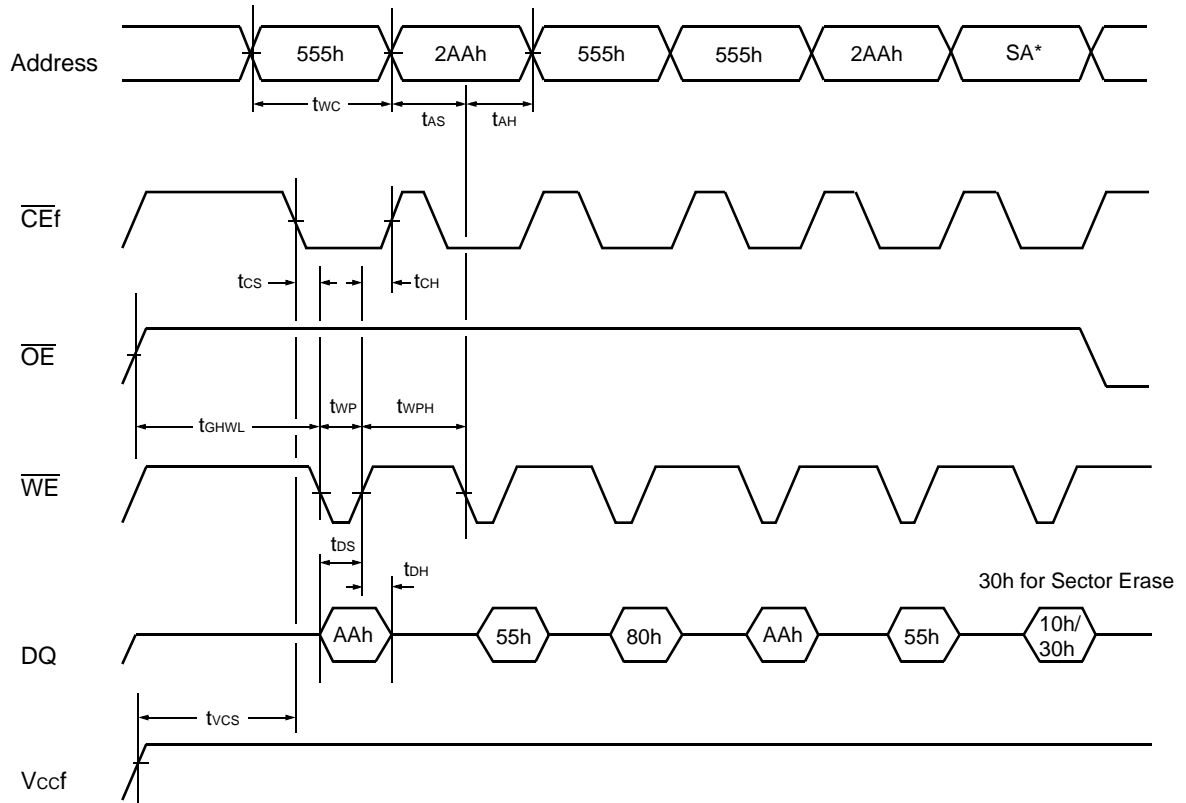 Address
555h
2AAh
555h
555h
2AAh
SA*
tWC
tAS
tAH
CEf
tCS
tCH
OE
tGHWL
tWP
tWPH
WE
tDS
tDH
30h for Sector Erase
DQ
AAh
55h
80h
AAh
55h
10h/
30h
tVCS
VCCf